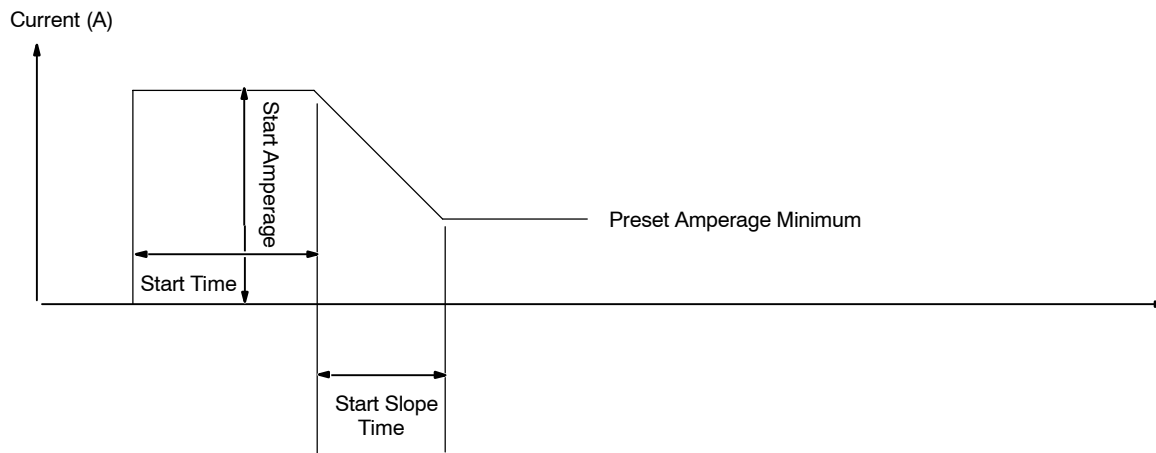 Current (A)
Start Amperage
Preset Amperage Minimum
Start Time
Start Slope
Time